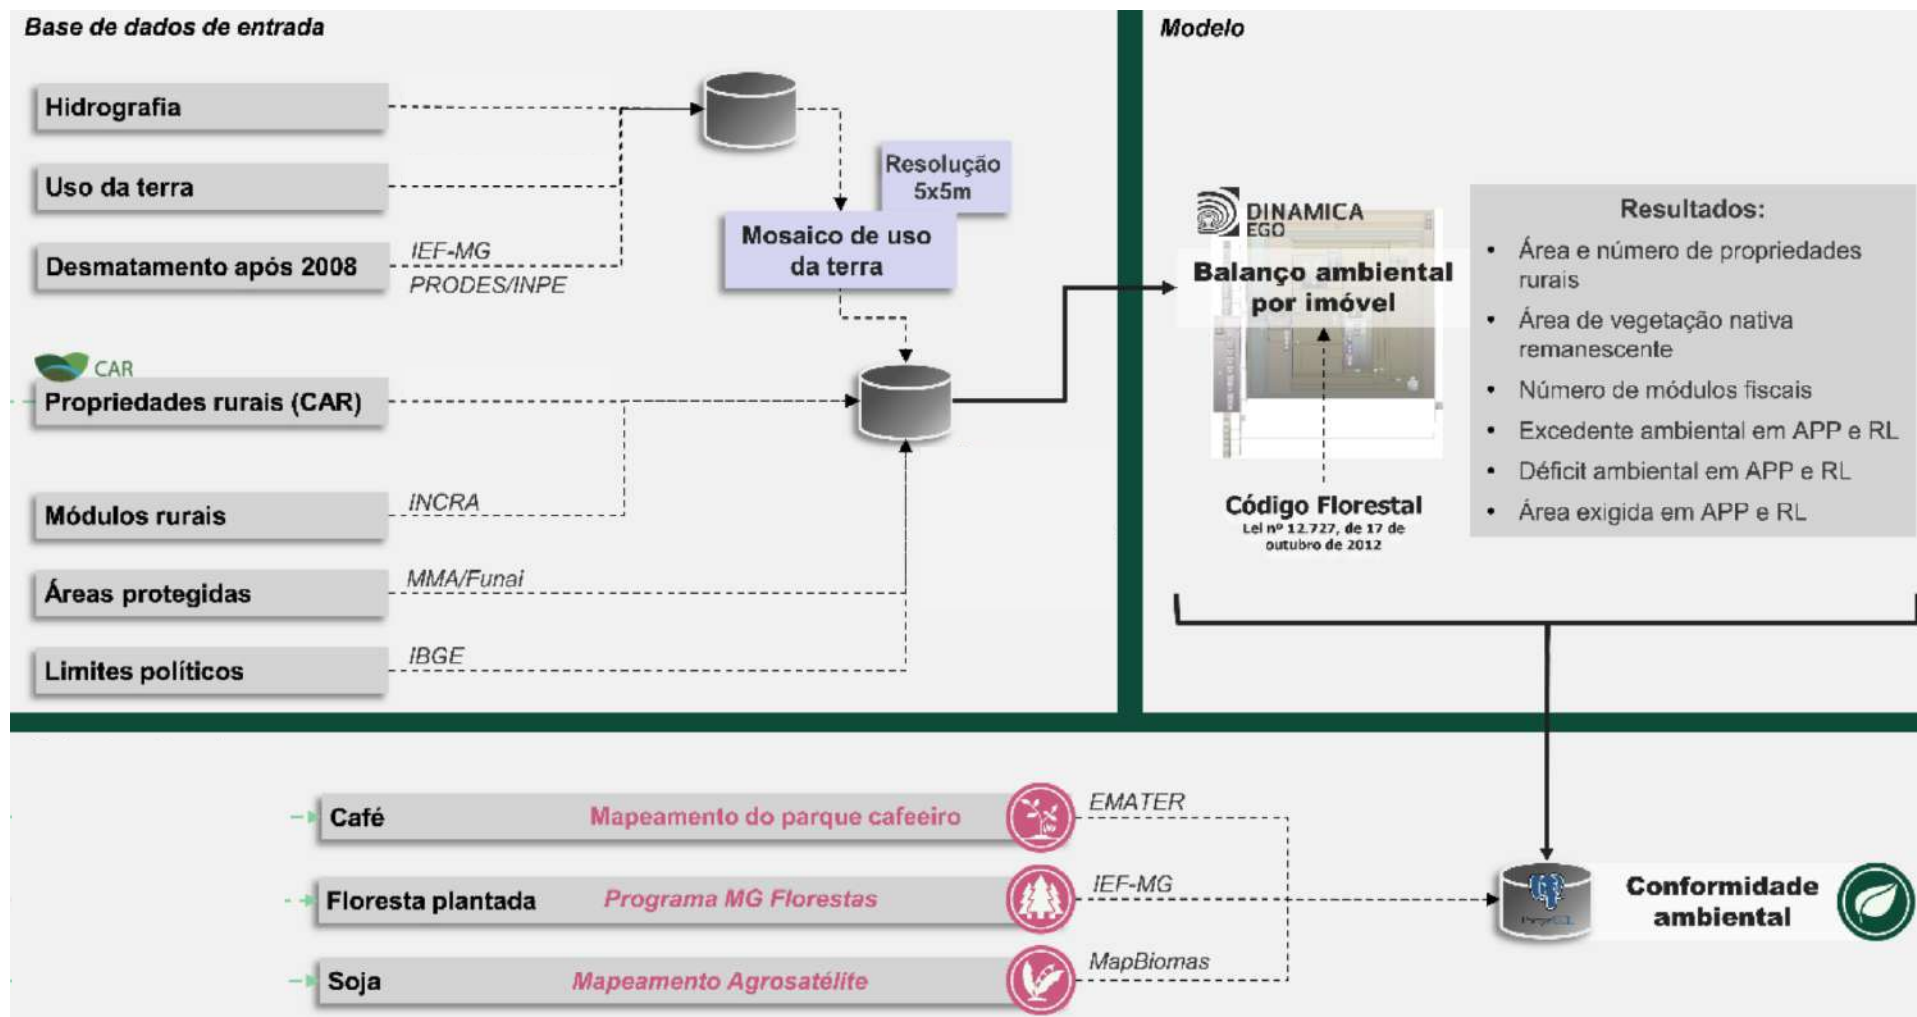 Base de dados de entrada
Hidrografia
Uso da terra
Desmatamento após 2008
IEF-MG
PRODES/INPE
Resolução
5x5m
Mosaico de uso
da terra
CAR
Propriedades rurais (CAR)
Módulos rurais
INCRA
Áreas protegidas
MMA/Funai
Limites políticos
IBGE
Modelo
DINAMICA
EGO
Balanço ambiental
por imóvel
Código Florestal
Lei nº 12.727, de 17 de
outubro de 2012
Resultados:
• Área e número de propriedades
rurais
• Área de vegetação nativa
remanescente
• Número de módulos fiscais
• Excedente ambiental em APP e RL
• Déficit ambiental em APP e RL
• Área exigida em APP e RL
Café
Mapeamento do parque cafeeiro
EMATER
Floresta plantada
Programa MG Florestas
IEF-MG
Soja
Mapeamento Agrosatélite
MapBiomas
Conformidade
ambiental